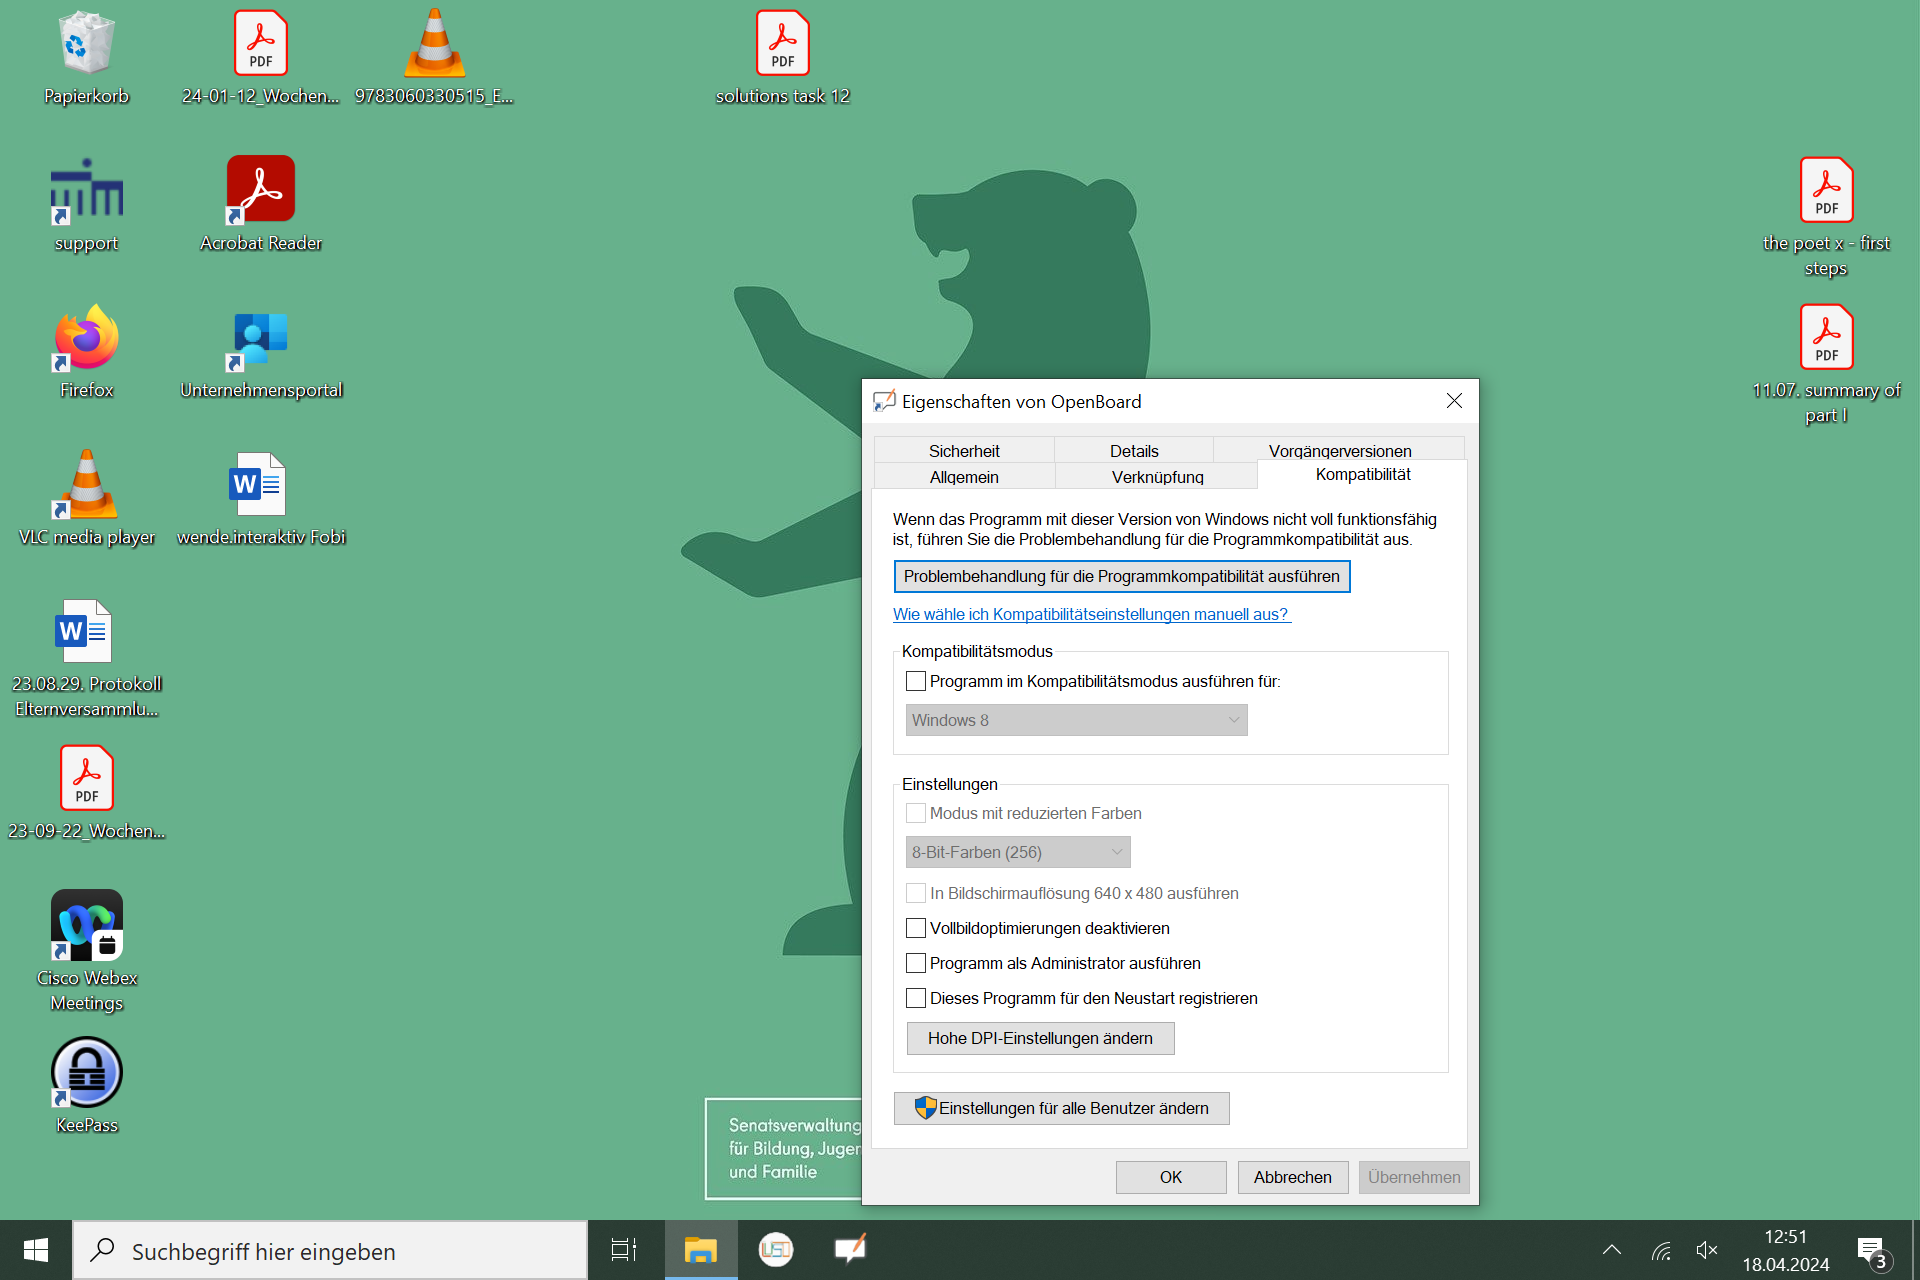 Papierkorb
24-01-12_Wochen...
9783060330515_E...
solutions task 12
support
Acrobat Reader
the poet x - first
steps
Firefox
Unternehmensportal
11.07. summary of
part I
VLC media player
wende.interaktiv Fobi
23.08.29. Protokoll
Elternversammlu...
23-09-22_Wochen...
Cisco Webex
Meetings
KeePass
Senatsverwaltung
für Bildung, Juge
und Familie
Eigenschaften von OpenBoard
Sicherheit
Details
Vorgängerversionen
Allgemein
Verknüpfung
Kompatibilität
Wenn das Programm mit dieser Version von Windows nicht voll funktionsfähig
ist, führen Sie die Problembehandlung für die Programmkompatibilität aus.
Problembehandlung für die Programmkompatibilität ausführen
Wie wähle ich Kompatibilitätseinstellungen manuell aus?
Kompatibilitätsmodus
Programm im Kompatibilitätsmodus ausführen für:
Windows 8
Einstellungen
Modus mit reduzierten Farben
8-Bit-Farben (256)
In Bildschirmauflösung 640 x 480 ausführen
Vollbildoptimierungen deaktivieren
Programm als Administrator ausführen
Dieses Programm für den Neustart registrieren
Hohe DPI-Einstellungen ändern
Einstellungen für alle Benutzer ändern
OK
Abbrechen
Übernehmen
Suchbegriff hier eingeben
12:51
18.04.2024
3